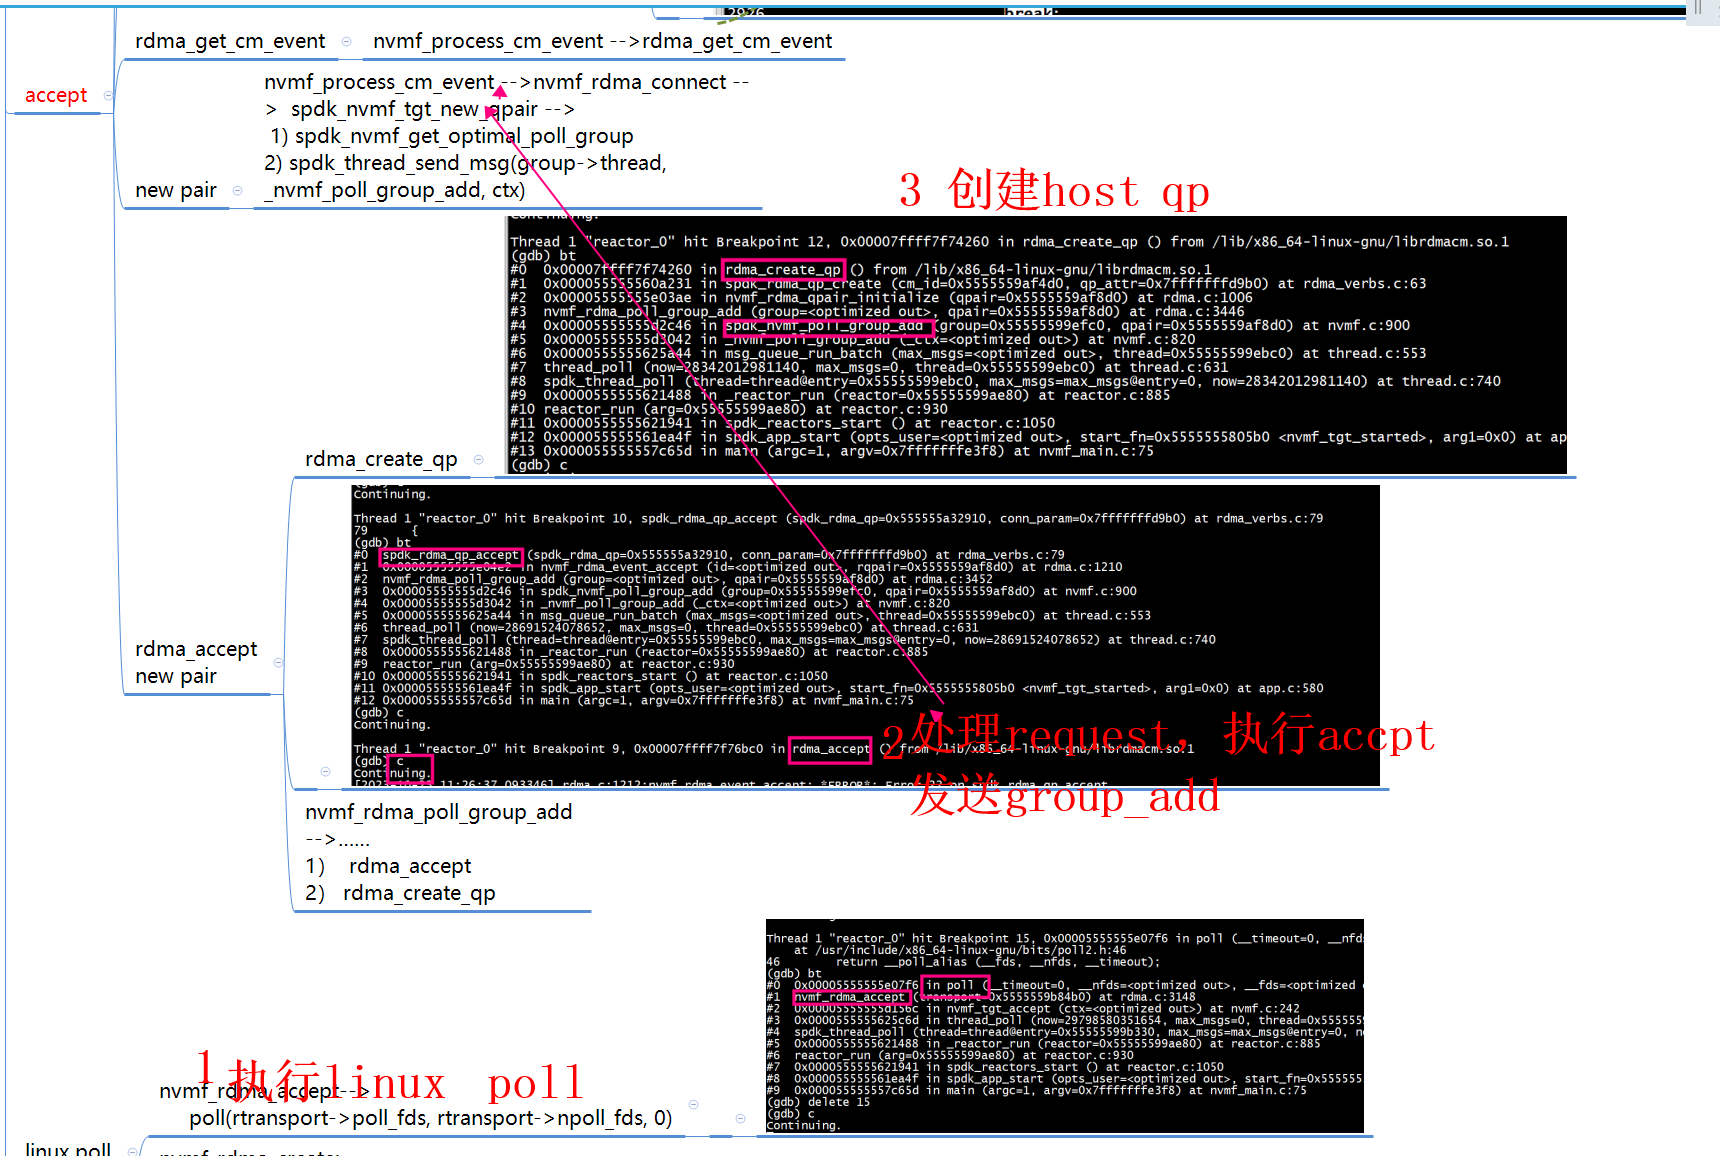 2926 break;
rdma_get_cm_event
nvmf_process_cm_event -->rdma_get_cm_event
accept
nvmf_process_cm_event -->nvmf_rdma_connect --
> spdk_nvmf_tgt_new_qpair -->
1) spdk_nvmf_get_optimal_poll_group
2) spdk_thread_send_msg(group->thread,
_nvmf_poll_group_add, ctx)
new pair
3 创建host qp
Continuing.
Thread 1 "reactor_0" hit Breakpoint 12, 0x00007ffff7f74260 in rdma_create_qp () from /lib/x86_64-linux-gnu/librdmacm.so.1
(gdb) bt
#0 0x00007ffff7f74260 in rdma_create_qp () from /lib/x86_64-linux-gnu/librdmacm.so.1
#1 0x000055555560a231 in spdk_rdma_qp_create (cm_id=0x5555559af4d0, qp_attr=0x7fffffffd9b0) at rdma_verbs.c:63
#2 0x00005555555e03ae in nvmf_rdma_qpair_initialize (qpair=0x5555559af8d0) at rdma.c:1006
#3 nvmf_rdma_poll_group_add (group=<optimized out>, qpair=0x5555559af8d0) at rdma.c:3446
#4 0x00005555555d2c46 in spdk_nvmf_poll_group_add (group=0x55555599efc0, qpair=0x5555559af8d0) at nvmf.c:900
#5 0x00005555555d3042 in _nvmf_poll_group_add (_ctx=<optimized out>) at nvmf.c:820
#6 0x0000555555625a44 in msg_queue_run_batch (max_msgs=<optimized out>, thread=0x55555599ebc0) at thread.c:553
#7 thread_poll (now=28342012981140, max_msgs=0, thread=0x55555599ebc0) at thread.c:631
#8 spdk_thread_poll (thread=thread@entry=0x55555599ebc0, max_msgs=max_msgs@entry=0, now=28342012981140) at thread.c:740
#9 0x0000555555621488 in _reactor_run (reactor=0x55555599ae80) at reactor.c:885
#10 reactor_run (arg=0x55555599ae80) at reactor.c:930
#11 0x0000555555621941 in spdk_reactors_start () at reactor.c:1050
#12 0x000055555561ea4f in spdk_app_start (opts_user=<optimized out>, start_fn=0x5555555805b0 <nvmf_tgt_started>, arg1=0x0) at ap
#13 0x000055555557c65d in main (argc=1, argv=0x7fffffffe3f8) at nvmf_main.c:75
(gdb) c
rdma_create_qp
Continuing.
Thread 1 "reactor_0" hit Breakpoint 10, spdk_rdma_qp_accept (spdk_rdma_qp=0x555555a32910, conn_param=0x7fffffffd9b0) at rdma_verbs.c:79
79 {
(gdb) bt
#0 spdk_rdma_qp_accept (spdk_rdma_qp=0x555555a32910, conn_param=0x7fffffffd9b0) at rdma_verbs.c:79
#1 0x00005555555e04e2 in nvmf_rdma_event_accept (id=<optimized out>, rqpair=0x5555559af8d0) at rdma.c:1210
#2 nvmf_rdma_poll_group_add (group=<optimized out>, qpair=0x5555559af8d0) at rdma.c:3452
#3 0x00005555555d2c46 in spdk_nvmf_poll_group_add (group=0x55555599efc0, qpair=0x5555559af8d0) at nvmf.c:900
#4 0x00005555555d3042 in _nvmf_poll_group_add (_ctx=<optimized out>) at nvmf.c:820
#5 0x0000555555625a44 in msg_queue_run_batch (max_msgs=<optimized out>, thread=0x55555599ebc0) at thread.c:553
#6 thread_poll (now=28691524078652, max_msgs=0, thread=0x55555599ebc0) at thread.c:631
#7 spdk_thread_poll (thread=thread@entry=0x55555599ebc0, max_msgs=max_msgs@entry=0, now=28691524078652) at thread.c:740
#8 0x0000555555621488 in _reactor_run (reactor=0x55555599ae80) at reactor.c:885
#9 reactor_run (arg=0x55555599ae80) at reactor.c:930
#10 0x0000555555621941 in spdk_reactors_start () at reactor.c:1050
#11 0x000055555561ea4f in spdk_app_start (opts_user=<optimized out>, start_fn=0x5555555805b0 <nvmf_tgt_started>, arg1=0x0) at app.c:580
#12 0x000055555557c65d in main (argc=1, argv=0x7fffffffe3f8) at nvmf_main.c:75
(gdb) c
Continuing.
Thread 1 "reactor_0" hit Breakpoint 9, 0x00007ffff7f76bc0 in rdma_accept () from /lib/x86_64-linux-gnu/librdmacm.so.1
(gdb) c
Continuing.
rdma_accept
new pair
2处理request，执行accpt
发送group_add
nvmf_rdma_poll_group_add
-->......
1) rdma_accept
2) rdma_create_qp
Thread 1 "reactor_0" hit Breakpoint 15, 0x00005555555e07f6 in poll (__timeout=0, __nfds
at /usr/include/x86_64-linux-gnu/bits/poll2.h:46
46 return __poll_alias (__fds, __nfds, __timeout);
(gdb) bt
#0 0x00005555555e07f6 in poll (__timeout=0, __nfds=<optimized out>, __fds=<optimized
#1 nvmf_rdma_accept (transport=0x5555559b84b0) at rdma.c:3148
#2 0x00005555555d156c in nvmf_tgt_accept (ctx=<optimized out>) at nvmf.c:242
#3 0x0000555555625c6d in thread_poll (now=29798580351654, max_msgs=0, thread=0x5555559
#4 spdk_thread_poll (thread=thread@entry=0x55555599b330, max_msgs=max_msgs@entry=0, n
#5 0x0000555555621488 in _reactor_run (reactor=0x55555599ae80) at reactor.c:885
#6 reactor_run (arg=0x55555599ae80) at reactor.c:930
#7 0x0000555555621941 in spdk_reactors_start () at reactor.c:1050
#8 0x000055555561ea4f in spdk_app_start (opts_user=<optimized out>, start_fn=0x55555
#9 0x000055555557c65d in main (argc=1, argv=0x7fffffffe3f8) at nvmf_main.c:75
(gdb) delete 15
(gdb) c
Continuing.
1执行linux poll
nvmf_rdma_accept-->
poll(rtransport->poll_fds, rtransport->npoll_fds, 0)
linux poll
nvmf_rdma_create: